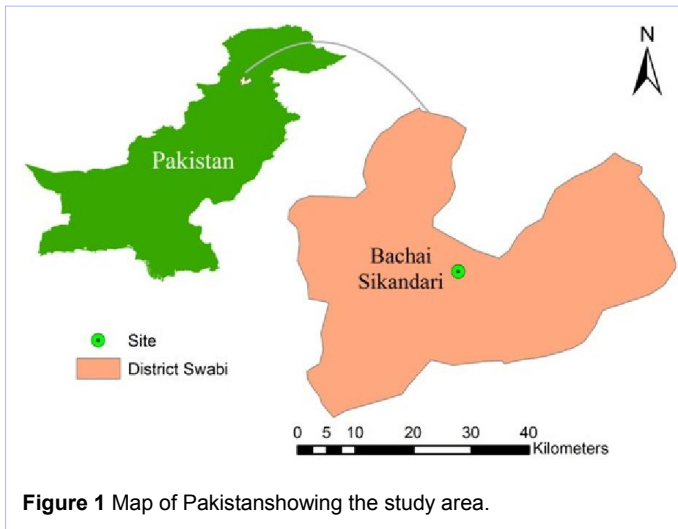 N
Pakistan
Bachai
Sikandari
Site
District Swabi
0 5 10 20 30 40
Kilometers
Figure 1 Map of Pakistanshowing the study area.